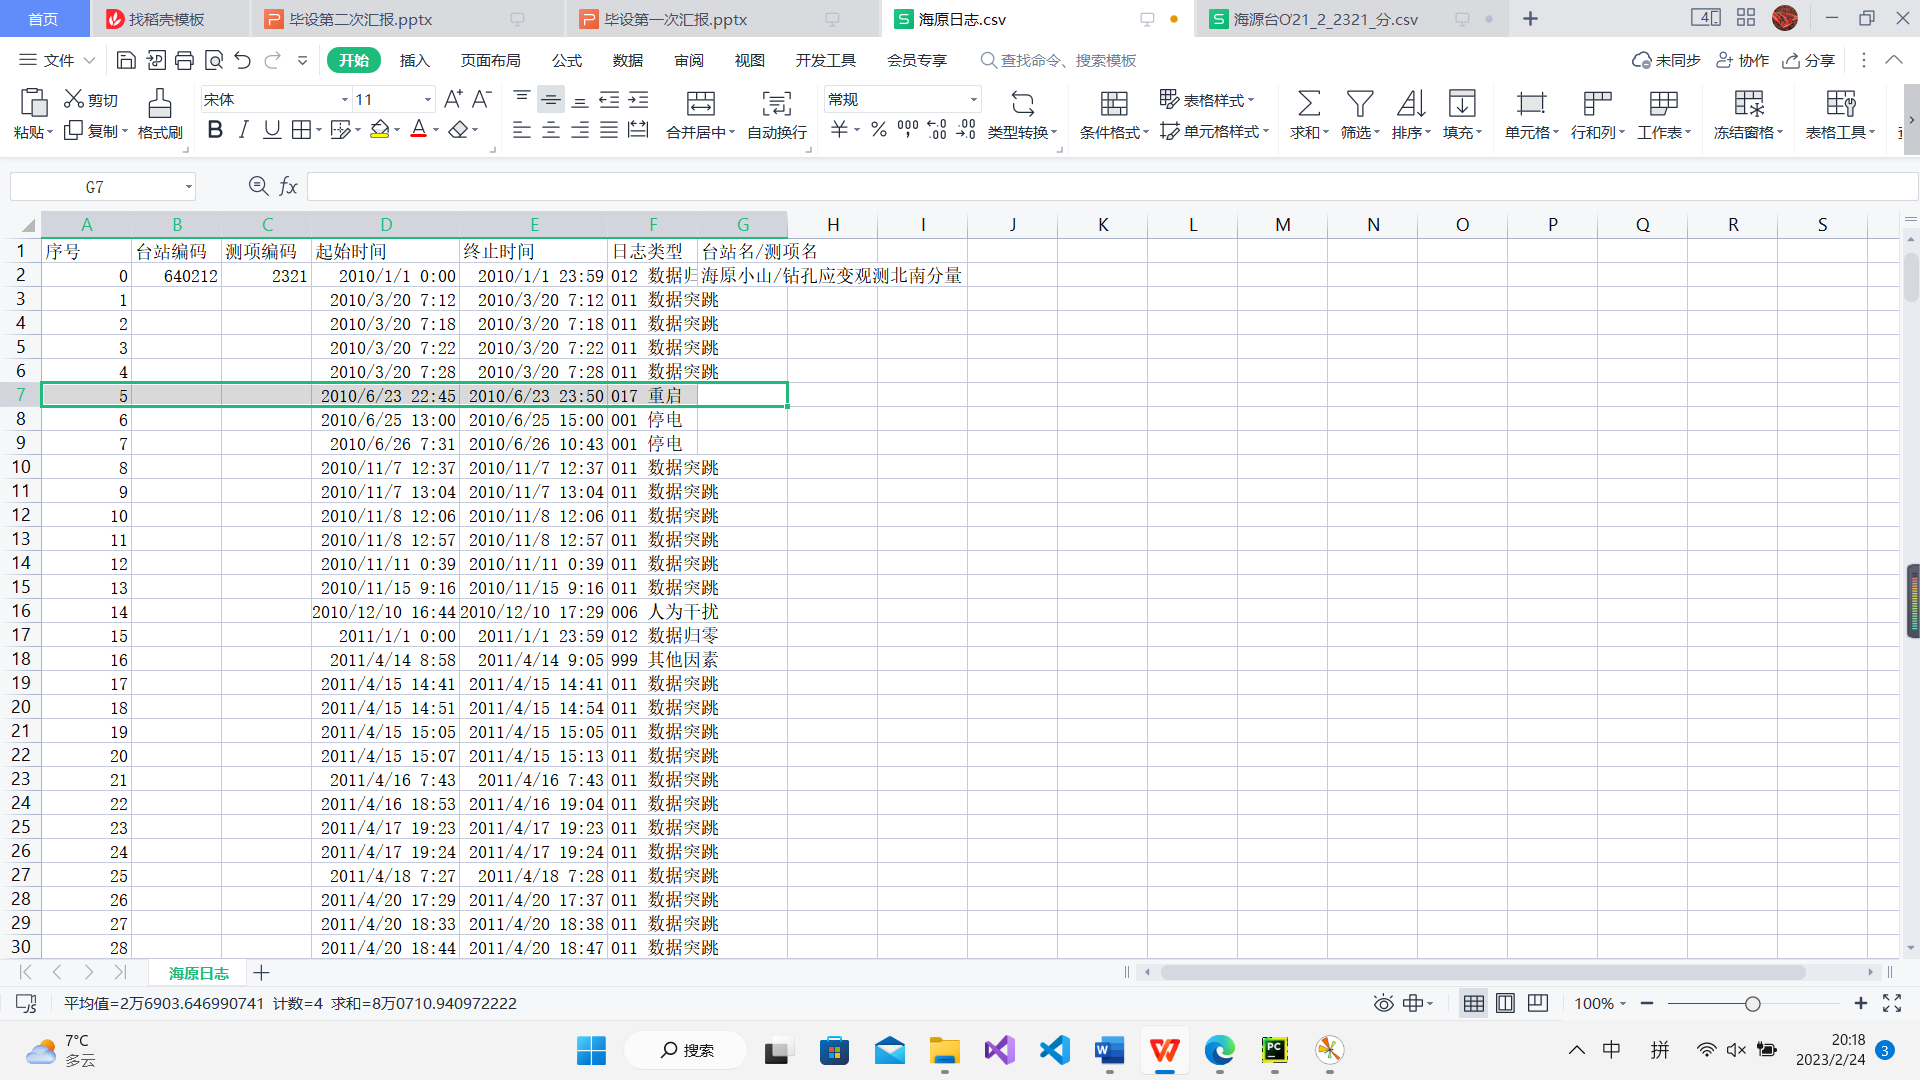 首页 找稻壳模板 毕设第二次汇报.pptx 毕设第一次汇报.pptx 海原日志.csv 海源台Ơ21_2_2321_分.csv
文件 开始 插入 页面布局 公式 数据 审阅 视图 开发工具 会员专享 查找命令、搜索模板 未同步 协作 分享
剪切 宋体 11 常规 表格样式
粘贴 复制 格式刷 合并居中 自动换行 类型转换 条件格式 单元格样式 求和 筛选 排序 填充 单元格 行和列 工作表 冻结窗格 表格工具
G7 fx
A B C D E F G H I J K L M N O P Q R S
1 序号 台站编码 测项编码 起始时间 终止时间 日志类型 台站名/测项名
2 0 640212 2321 2010/1/1 0:00 2010/1/1 23:59 012 数据归 海原小山/钻孔应变观测北南分量
3 1 2010/3/20 7:12 2010/3/20 7:12 011 数据突跳
4 2 2010/3/20 7:18 2010/3/20 7:18 011 数据突跳
5 3 2010/3/20 7:22 2010/3/20 7:22 011 数据突跳
6 4 2010/3/20 7:28 2010/3/20 7:28 011 数据突跳
7 5 2010/6/23 22:45 2010/6/23 23:50 017 重启
8 6 2010/6/25 13:00 2010/6/25 15:00 001 停电
9 7 2010/6/26 7:31 2010/6/26 10:43 001 停电
10 8 2010/11/7 12:37 2010/11/7 12:37 011 数据突跳
11 9 2010/11/7 13:04 2010/11/7 13:04 011 数据突跳
12 10 2010/11/8 12:06 2010/11/8 12:06 011 数据突跳
13 11 2010/11/8 12:57 2010/11/8 12:57 011 数据突跳
14 12 2010/11/11 0:39 2010/11/11 0:39 011 数据突跳
15 13 2010/11/15 9:16 2010/11/15 9:16 011 数据突跳
16 14 2010/12/10 16:44 2010/12/10 17:29 006 人为干扰
17 15 2011/1/1 0:00 2011/1/1 23:59 012 数据归零
18 16 2011/4/14 8:58 2011/4/14 9:05 999 其他因素
19 17 2011/4/15 14:41 2011/4/15 14:41 011 数据突跳
20 18 2011/4/15 14:51 2011/4/15 14:54 011 数据突跳
21 19 2011/4/15 15:05 2011/4/15 15:05 011 数据突跳
22 20 2011/4/15 15:07 2011/4/15 15:13 011 数据突跳
23 21 2011/4/16 7:43 2011/4/16 7:43 011 数据突跳
24 22 2011/4/16 18:53 2011/4/16 19:04 011 数据突跳
25 23 2011/4/17 19:23 2011/4/17 19:23 011 数据突跳
26 24 2011/4/17 19:24 2011/4/17 19:24 011 数据突跳
27 25 2011/4/18 7:27 2011/4/18 7:28 011 数据突跳
28 26 2011/4/20 17:29 2011/4/20 17:37 011 数据突跳
29 27 2011/4/20 18:33 2011/4/20 18:38 011 数据突跳
30 28 2011/4/20 18:44 2011/4/20 18:47 011 数据突跳
海原日志
平均值=2万6903.646990741 计数=4 求和=8万0710.940972222 100%
7°C 多云 搜索 中 拼 20:18 2023/2/24 3